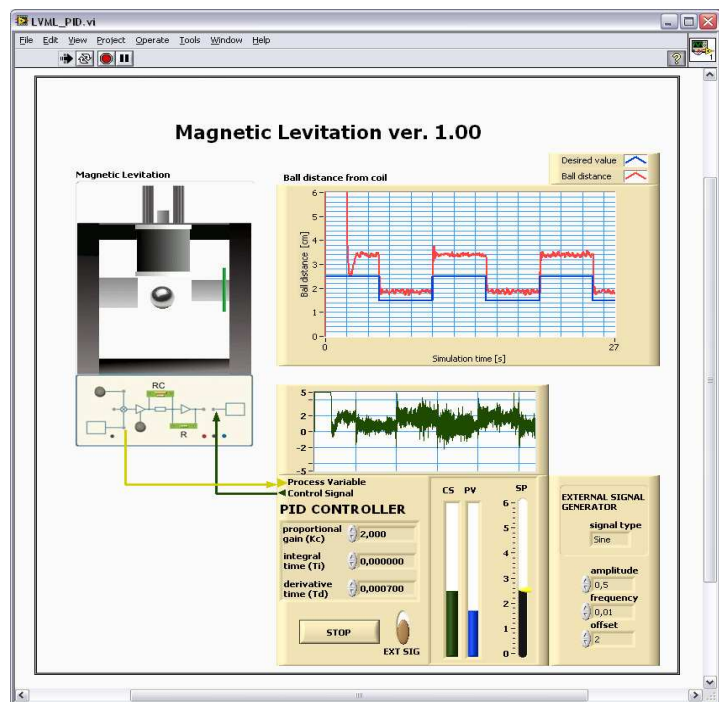 LVML_PID.vi
File Edit View Project Operate Tools Window Help
?
1
Magnetic Levitation ver. 1.00
Magnetic Levitation
RC
R
Ball distance from coil
Desired value
Ball distance
Ball distance [cm]
6
5
4
3
2
1
0
0
27
Simulation time [s]
5
2
0
-2
-5
Process Variable
Control Signal
PID CONTROLLER
proportional
gain (Kc)
2,000
integral
time (Ti)
0,000000
derivative
time (Td)
0,000700
STOP
EXT SIG
CS PV SP
6
5
4
3
2
1
0
EXTERNAL SIGNAL
GENERATOR
signal type
Sine
amplitude
0,5
frequency
0,01
offset
2